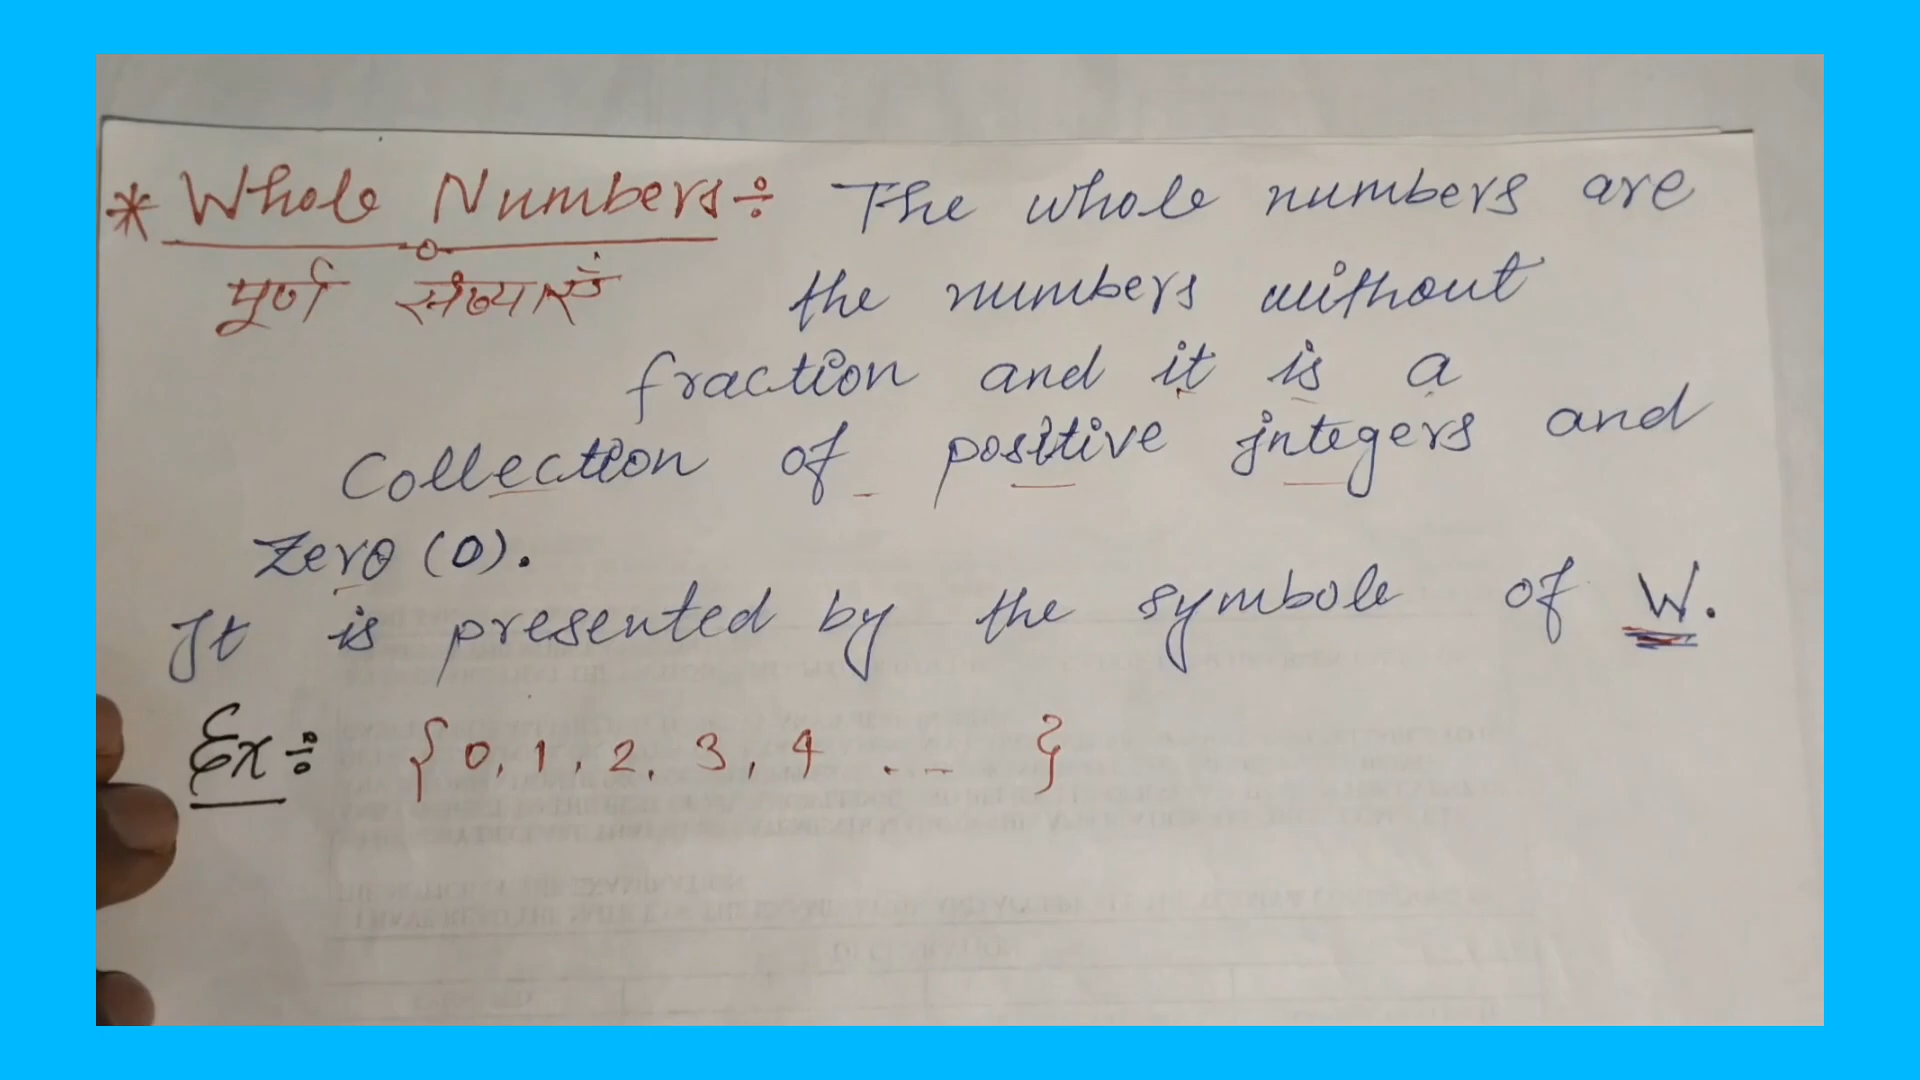 * Whole Numbers÷ The whole numbers are
पूर्ण संख्याएँ the numbers without
fraction and it is a
Collection of positive integers and
Zero (0).
It is presented by the symbole of W.
Ex÷ {0, 1, 2, 3, 4 ... }